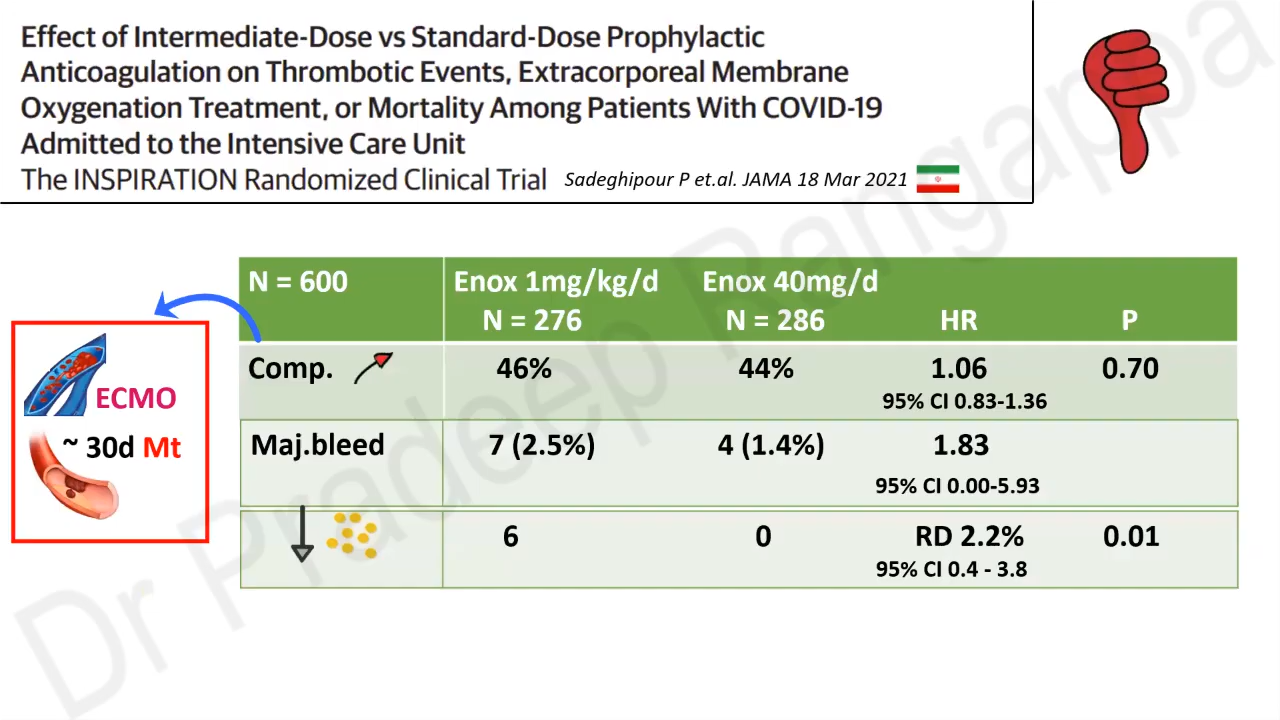 Effect of Intermediate-Dose vs Standard-Dose Prophylactic
Anticoagulation on Thrombotic Events, Extracorporeal Membrane
Oxygenation Treatment, or Mortality Among Patients With COVID-19
Admitted to the Intensive Care Unit
The INSPIRATION Randomized Clinical Trial Sadeghipour P et.al. JAMA 18 Mar 2021
N = 600 Enox 1mg/kg/d Enox 40mg/d
N = 276 N = 286 HR P
Comp. 46% 44% 1.06 0.70
95% CI 0.83-1.36
ECMO
~ 30d Mt
Maj.bleed 7 (2.5%) 4 (1.4%) 1.83
95% CI 0.00-5.93
6 0 RD 2.2% 0.01
95% CI 0.4 - 3.8
Dr Pradeep Rangappa